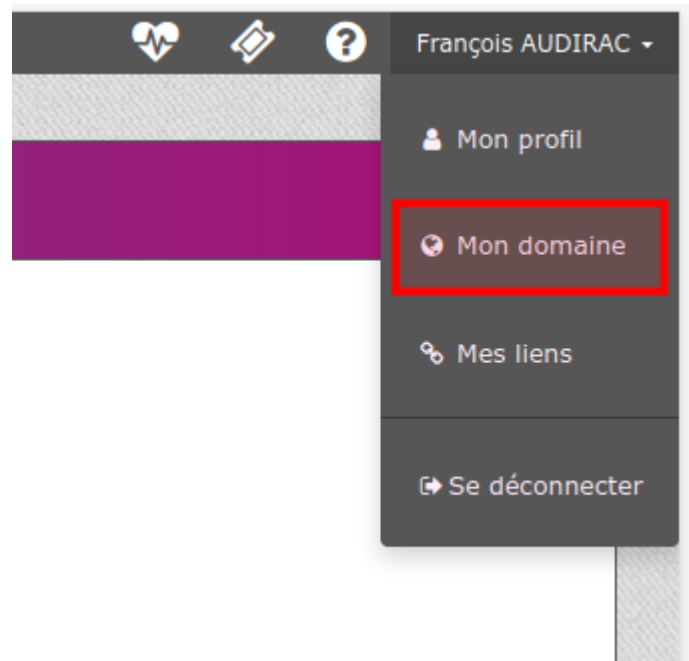 François AUDIRAC
Mon profil
Mon domaine
Mes liens
Se déconnecter